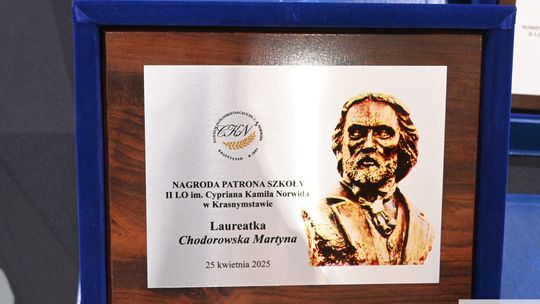 CKN
NAGRODA PATRONA SZKOŁY
II LO im. Cypriana Kamila Norwida
w Krasnymstawie
Laureatka
Chodorowska Martyna
25 kwietnia 2025